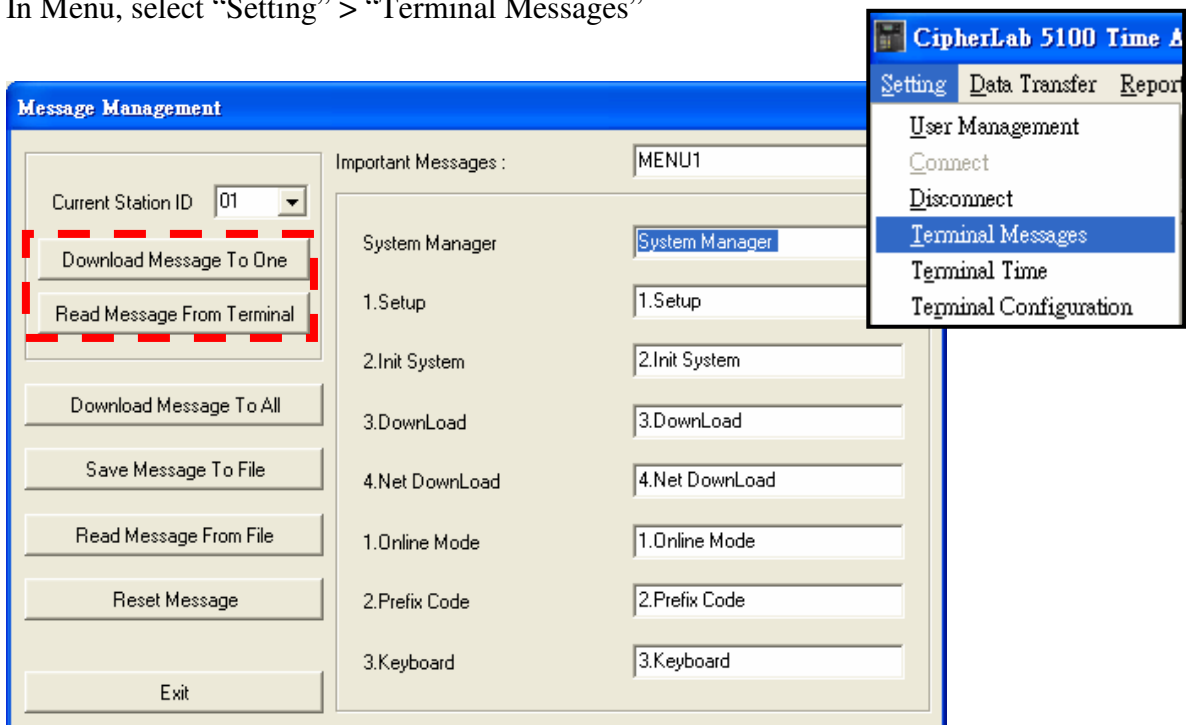 In Menu, select “Setting” > “Terminal Messages”
CipherLab 5100 Time A
Setting Data Transfer Report
User Management
Connect
Disconnect
Terminal Messages
Terminal Time
Terminal Configuration
Message Management
Current Station ID 01
Download Message To One
Read Message From Terminal
Download Message To All
Save Message To File
Read Message From File
Reset Message
Exit
Important Messages : MENU1
System Manager System Manager
1.Setup 1.Setup
2.Init System 2.Init System
3.DownLoad 3.DownLoad
4.Net DownLoad 4.Net DownLoad
1.Online Mode 1.Online Mode
2.Prefix Code 2.Prefix Code
3.Keyboard 3.Keyboard